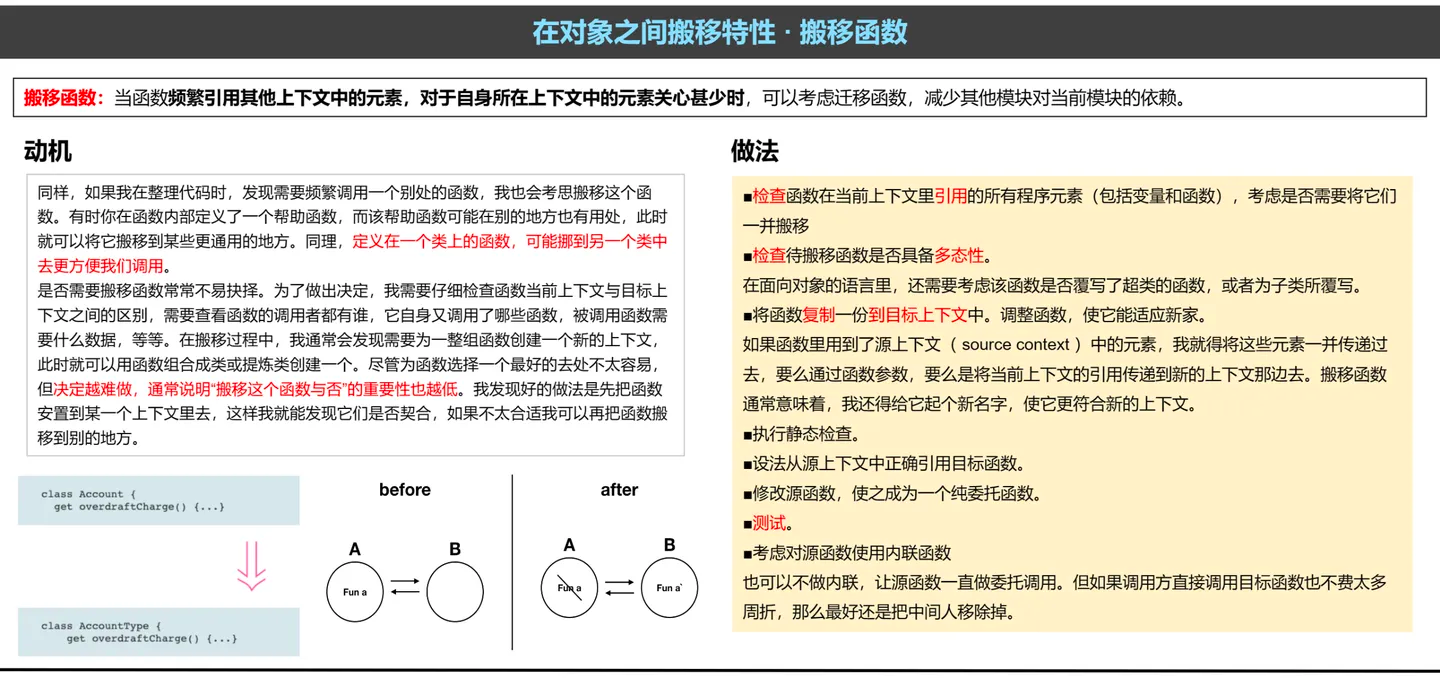 在对象之间搬移特性 · 搬移函数
搬移函数：当函数频繁引用其他上下文中的元素，对于自身所在上下文中的元素关心甚少时，可以考虑迁移函数，减少其他模块对当前模块的依赖。
动机
同样，如果我在整理代码时，发现需要频繁调用一个别处的函数，我也会考思搬移这个函
数。有时你在函数内部定义了一个帮助函数，而该帮助函数可能在别的地方也有用处，此时
就可以将它搬移到某些更通用的地方。同理，定义在一个类上的函数，可能挪到另一个类中
去更方便我们调用。
是否需要搬移函数常常不易抉择。为了做出决定，我需要仔细检查函数当前上下文与目标上
下文之间的区别，需要查看函数的调用者都有谁，它自身又调用了哪些函数，被调用函数需
要什么数据，等等。在搬移过程中，我通常会发现需要为一整组函数创建一个新的上下文，
此时就可以用函数组合成类或提炼类创建一个。尽管为函数选择一个最好的去处不太容易，
但决定越难做，通常说明“搬移这个函数与否”的重要性也越低。我发现好的做法是先把函数
安置到某一个上下文里去，这样我就能发现它们是否契合，如果不太合适我可以再把函数搬
移到别的地方。
class Account {
get overdraftCharge() {...}
class AccountType {
get overdraftCharge() {...}
before
A
B
Fun a
after
A
B
Fun a
Fun a`
做法
■检查函数在当前上下文里引用的所有程序元素（包括变量和函数），考虑是否需要将它们
一并搬移
■检查待搬移函数是否具备多态性。
在面向对象的语言里，还需要考虑该函数是否覆写了超类的函数，或者为子类所覆写。
■将函数复制一份到目标上下文中。调整函数，使它能适应新家。
如果函数里用到了源上下文（ source context ）中的元素，我就得将这些元素一并传递过
去，要么通过函数参数，要么是将当前上下文的引用传递到新的上下文那边去。搬移函数
通常意味着，我还得给它起个新名字，使它更符合新的上下文。
■执行静态检查。
■设法从源上下文中正确引用目标函数。
■修改源函数，使之成为一个纯委托函数。
■测试。
■考虑对源函数使用内联函数
也可以不做内联，让源函数一直做委托调用。但如果调用方直接调用目标函数也不费太多
周折，那么最好还是把中间人移除掉。